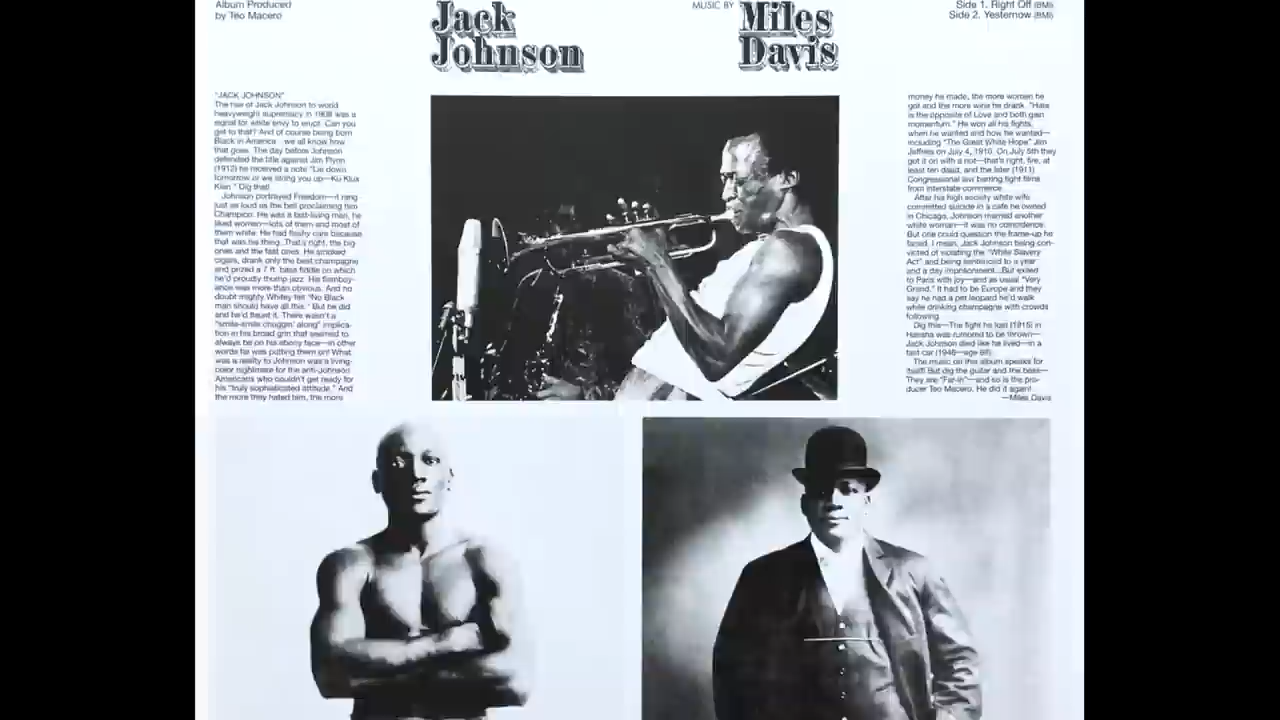 Album Produced
by Teo Macero
Jack
Johnson
MUSIC BY
Miles
Davis
Side 1. Right Off (BMI)
Side 2. Yesternow (BMI)
"JACK JOHNSON"
The rise of Jack Johnson to world
heavyweight supremacy in 1908 was a
signal for white envy to erupt. Can you
get to that? And of course being born
Black in America we all know how
that goes. The day before Johnson
defended the title against Jim Flynn
(1912) he received a note "Lie down
tomorrow or we string you up—Ku Klux
Klan." Dig that!
Johnson portrayed Freedom—it rang
just as loud as the bell proclaiming him
Champion. He was a fast-living man, he
liked women—lots of them and most of
them white. He had flashy cars because
that was his thing. That's right, the big
ones and the fast ones. He smoked
cigars, drank only the best champagne
and prized a 7 ft. bass fiddle on which
he'd proudly thump jazz. His flamboy-
ance was more than obvious. And no
doubt mighty Whitey felt "No Black
man should have all this." But he did
and he'd flaunt it. There wasn't a
"smile-smile chuggin' along" implica-
tion in his broad grin that seemed to
always be on his ebony face—in other
words he was putting them on! What
was a reality to Johnson was a living
color nightmare for the anti-Johnson
Americans who couldn't get ready for
his "truly sophisticated attitude." And
the more they hated him, the more
money he made, the more women he
got and the more wine he drank. "Hate
is the opposite of Love and both gain
momentum." He won all his fights,
when he wanted and how he wanted—
including "The Great White Hope" Jim
Jeffries on July 4, 1910. On July 5th they
got it on with a riot—that's right, fire, at
least ten dead, and the later (1911)
Congressional law barring fight films
from interstate commerce.
After his high society white wife
committed suicide in a cafe he owned
in Chicago, Johnson married another
white woman—it was no coincidence.
But one could question the frame-up he
faced. I mean, Jack Johnson being con-
victed of violating the "White Slavery
Act" and being sentenced to a year
and a day imprisonment...But exiled
to Paris with joy—and as usual "Very
Grand." It had to be Europe and they
say he had a pet leopard he'd walk
while drinking champagne with crowds
following.
Dig this—The fight he lost (1915) in
Havana was rumored to be thrown—
Jack Johnson died like he lived—in a
fast car (1946—age 68).
The music on this album speaks for
itself! But dig the guitar and the bass—
They are "Far-In"—and so is the pro-
ducer Teo Macero. He did it again!
—Miles Davis